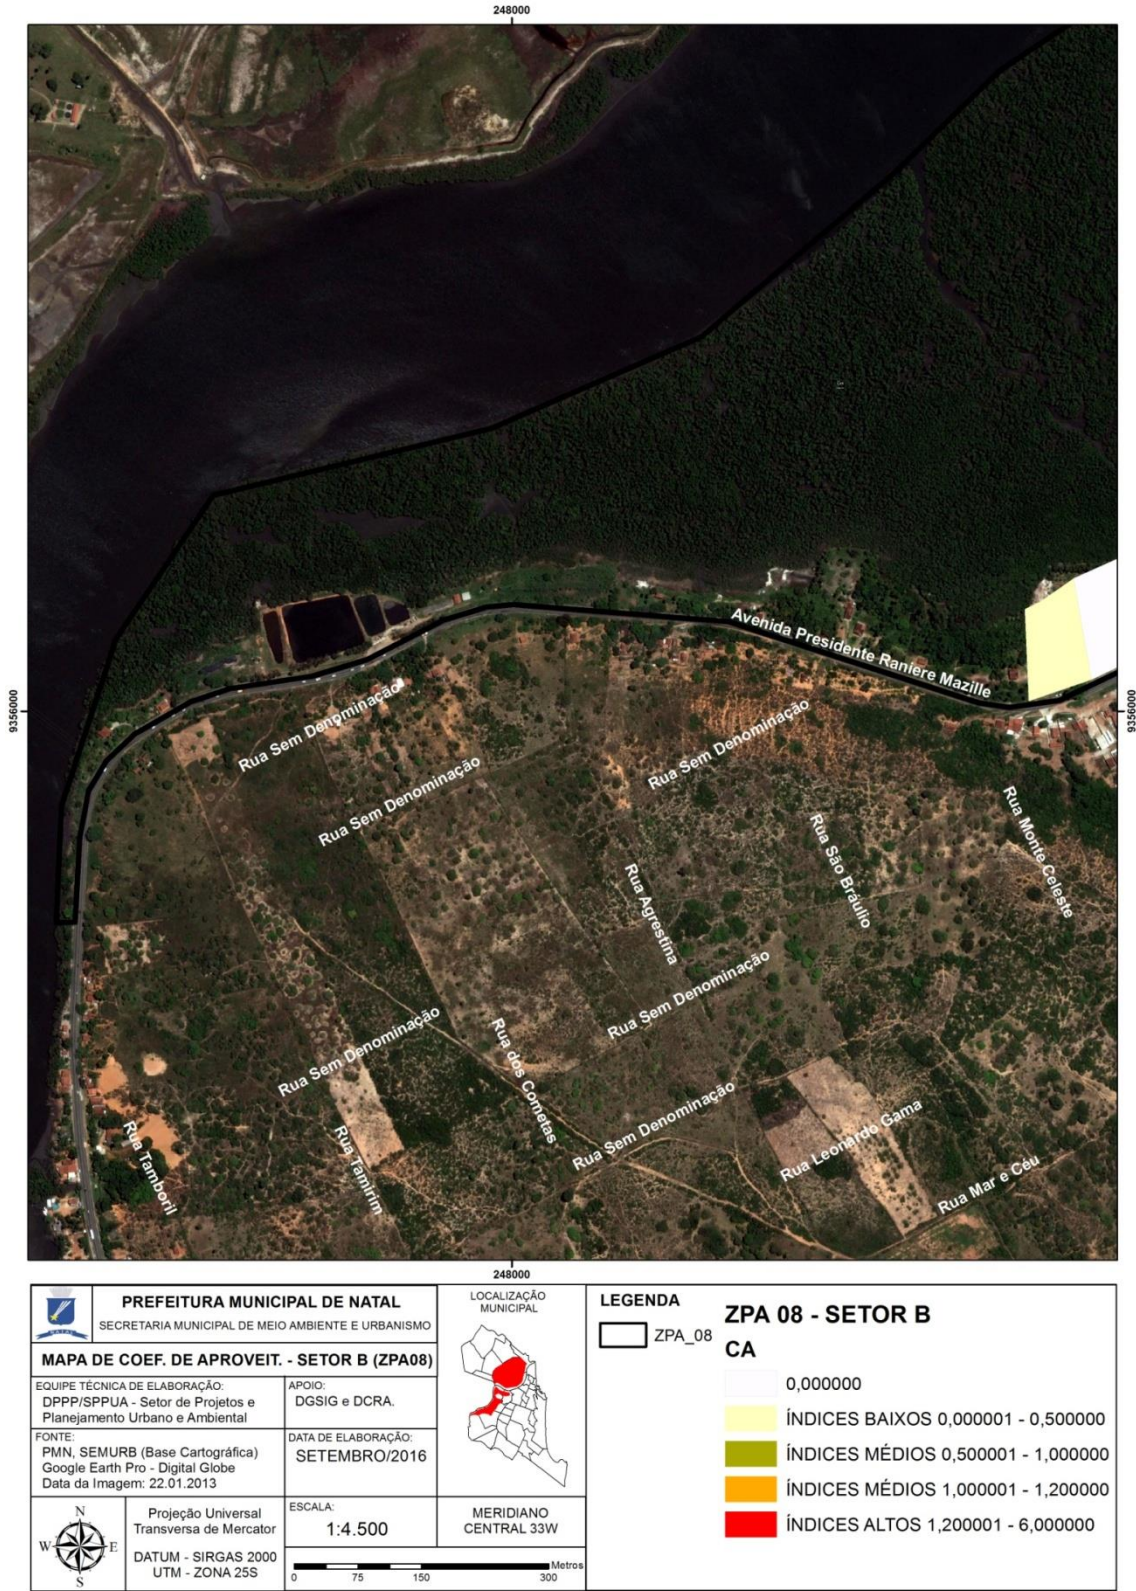 248000
9356000
9356000
Avenida Presidente Raniere Mazille
Rua Sem Denominação
Rua Sem Denominação
Rua Sem Denominação
Rua Monte Celeste
Rua São Bráulio
Rua Agrestina
Rua Sem Denominação
Rua Sem Denominação
Rua dos Cometas
Rua Sem Denominação
Rua Leonardo Gama
Rua Tamboril
Rua Tamirim
Rua Mar e Céu
248000
NATAL
PREFEITURA MUNICIPAL DE NATAL
SECRETARIA MUNICIPAL DE MEIO AMBIENTE E URBANISMO
MAPA DE COEF. DE APROVEIT. - SETOR B (ZPA08)
EQUIPE TÉCNICA DE ELABORAÇÃO:
DPPP/SPPUA - Setor de Projetos e
Planejamento Urbano e Ambiental
APOIO:
DGSIG e DCRA.
FONTE:
PMN, SEMURB (Base Cartográfica)
Google Earth Pro - Digital Globe
Data da Imagem: 22.01.2013
DATA DE ELABORAÇÃO:
SETEMBRO/2016
LOCALIZAÇÃO
MUNICIPAL
N
W E
S
Projeção Universal
Transversa de Mercator
DATUM - SIRGAS 2000
UTM - ZONA 25S
ESCALA:
1:4.500
MERIDIANO
CENTRAL 33W
Metros
0 75 150 300
LEGENDA
ZPA_08
ZPA 08 - SETOR B
CA
0,000000
ÍNDICES BAIXOS 0,000001 - 0,500000
ÍNDICES MÉDIOS 0,500001 - 1,000000
ÍNDICES MÉDIOS 1,000001 - 1,200000
ÍNDICES ALTOS 1,200001 - 6,000000